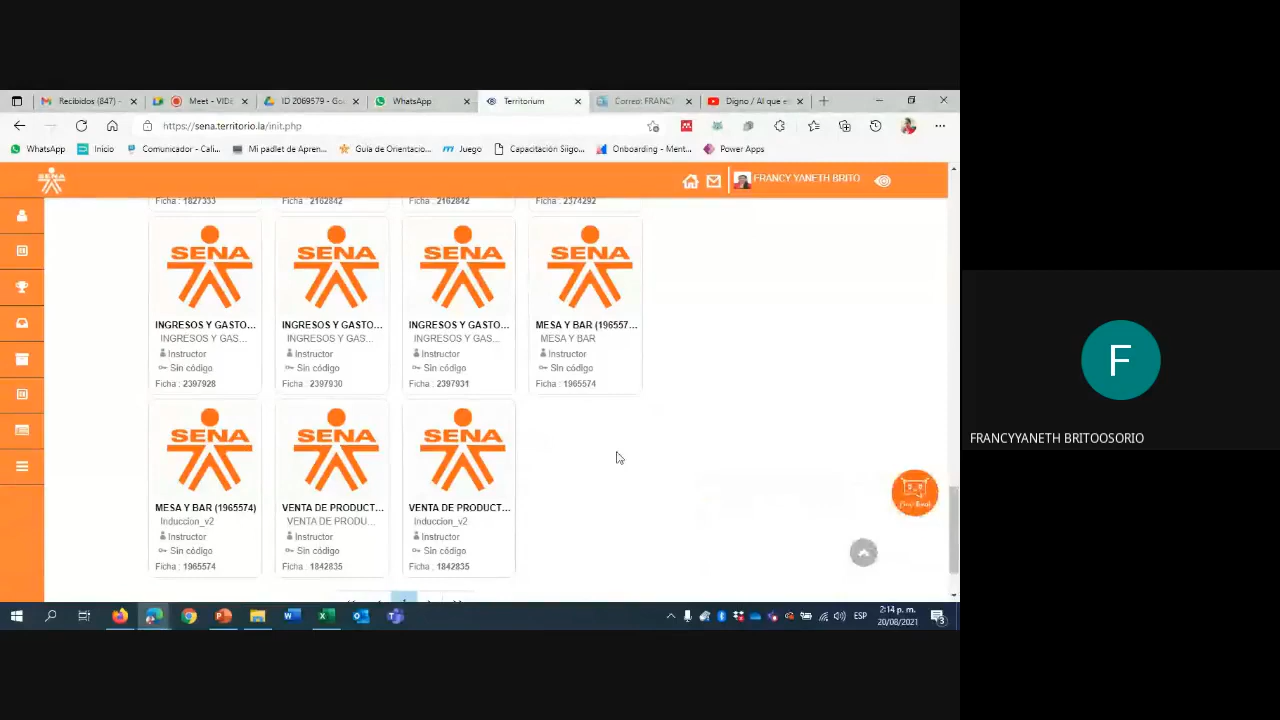 Recibidos (847) -
Meet - VIDE
ID 2069579 - Go
WhatsApp
Territorium
Correo: FRANCY
Digno / Al que e
https://sena.territorio.la/init.php
WhatsApp
Inicio
Comunicador - Cali...
Mi padlet de Apren...
Guía de Orientacio...
Juego
Capacitación Siigo...
Onboarding - Ment...
Power Apps
SENA
FRANCY YANETH BRITO
Ficha : 1827333
Ficha : 2162842
Ficha : 2162842
Ficha : 2374292
SENA
SENA
SENA
SENA
INGRESOS Y GASTO...
INGRESOS Y GASTO...
INGRESOS Y GASTO...
MESA Y BAR (196557...
INGRESOS Y GAS...
INGRESOS Y GAS...
INGRESOS Y GAS...
MESA Y BAR
Instructor
Instructor
Instructor
Instructor
Sin código
Sin código
Sin código
Sin código
Ficha : 2397928
Ficha : 2397930
Ficha : 2397931
Ficha : 1965574
SENA
SENA
SENA
MESA Y BAR (1965574)
VENTA DE PRODUCT...
VENTA DE PRODUCT...
Induccion_v2
VENTA DE PRODU...
Induccion_v2
Instructor
Instructor
Instructor
Sin código
Sin código
Sin código
Ficha : 1965574
Ficha : 1842835
Ficha : 1842835
ESP
2:14 p. m.
20/08/2021
3
F
FRANCYYANETH BRITOOSORIO